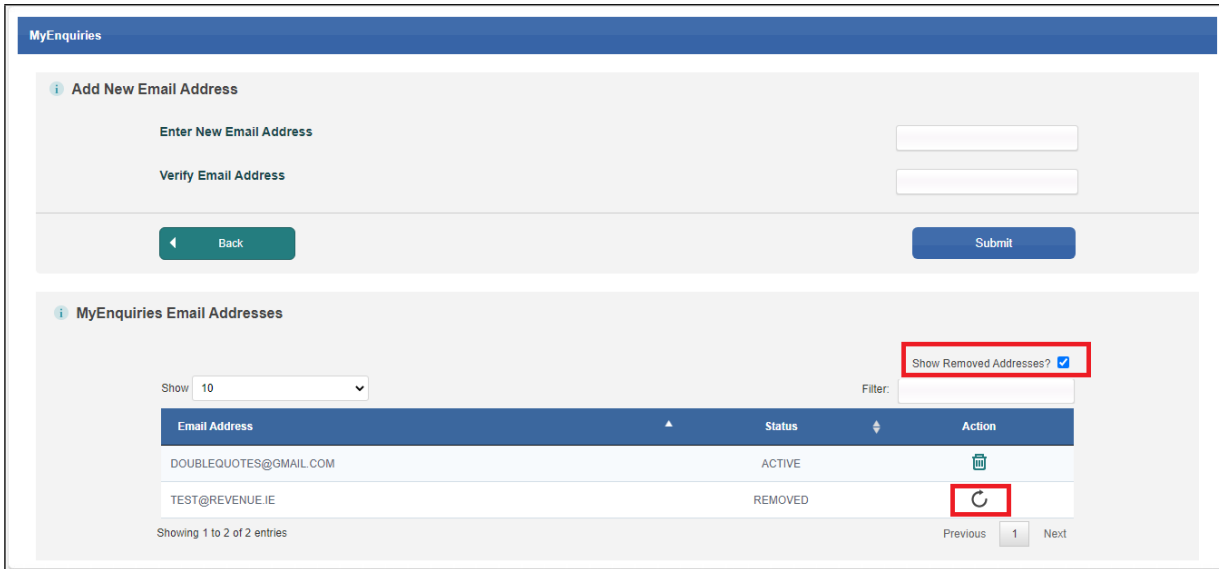 MyEnquiries
i Add New Email Address
Enter New Email Address
Verify Email Address
Back Submit
i MyEnquiries Email Addresses
Show Removed Addresses?
Show 10 Filter:
Email Address Status Action
DOUBLEQUOTES@GMAIL.COM ACTIVE
TEST@REVENUE.IE REMOVED
Showing 1 to 2 of 2 entries Previous 1 Next